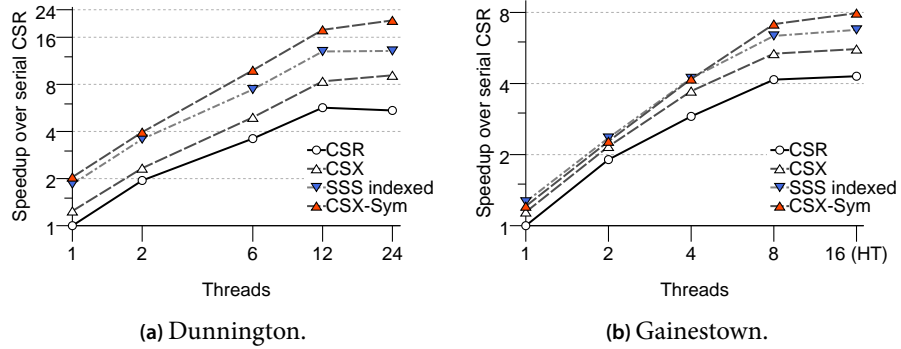 Speedup over serial CSR
24
16
8
4
2
1
1 2 6 12 24
Threads
CSR
CSX
SSS indexed
CSX-Sym
(a) Dunnington.
Speedup over serial CSR
8
4
2
1
1 2 4 8 16 (HT)
Threads
CSR
CSX
SSS indexed
CSX-Sym
(b) Gainestown.